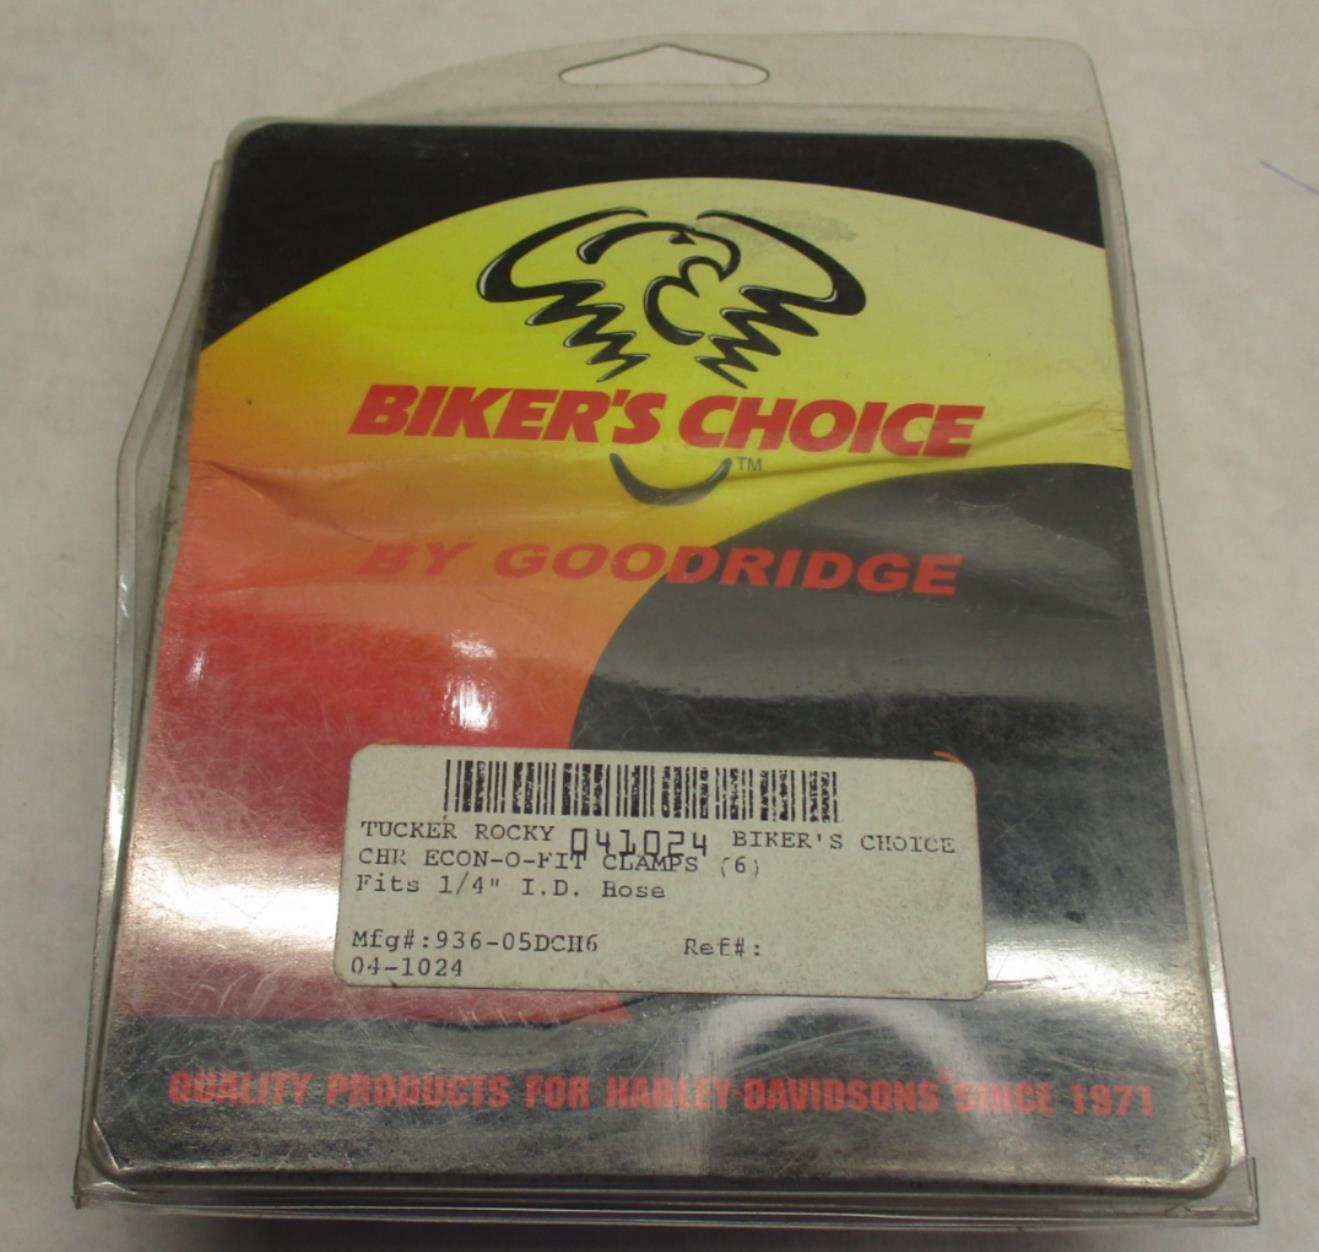 BIKER'S CHOICE
TM
BY GOODRIDGE
TUCKER ROCKY 041024 BIKER'S CHOICE
CHR ECON-O-FIT CLAMPS (6)
Fits 1/4" I.D. Hose
Mfg#:936-05DCH6 Ref#:
04-1024
QUALITY PRODUCTS FOR HARLEY-DAVIDSONS® SINCE 1971